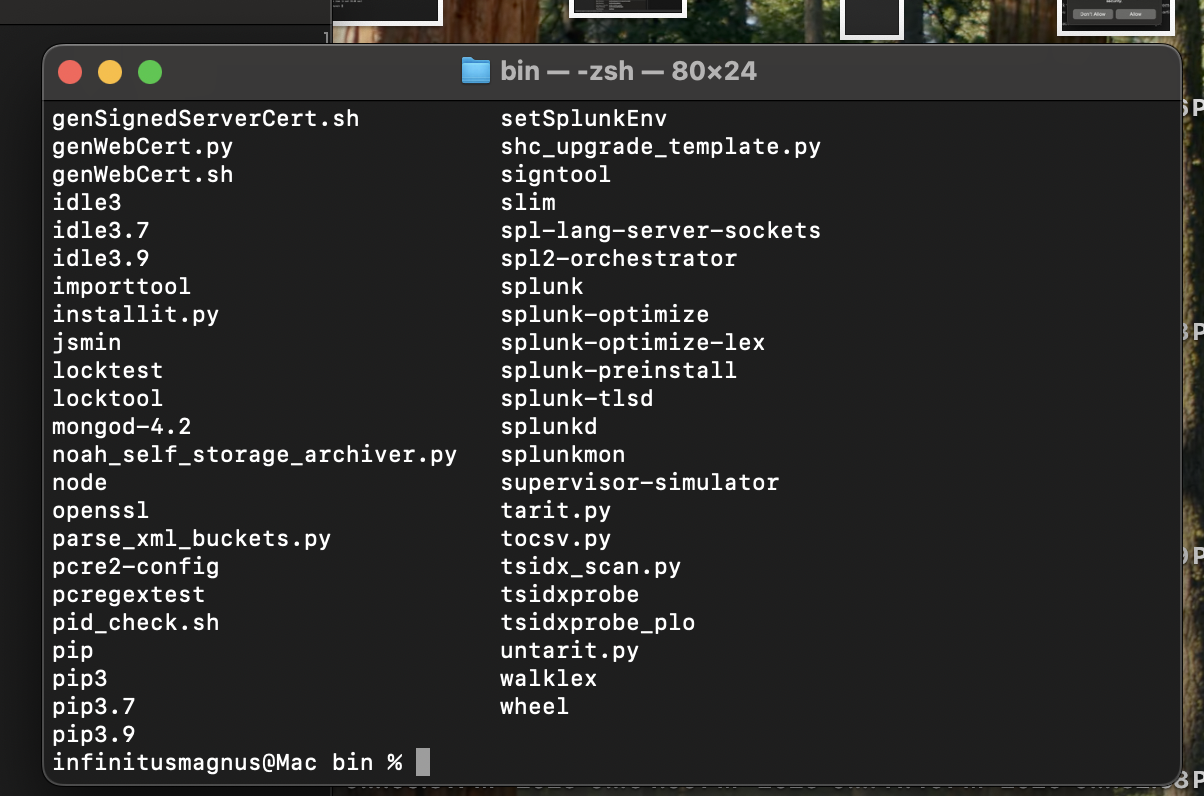 Don't Allow Allow
1
bin — -zsh — 80×24
genSignedServerCert.sh setSplunkEnv
genWebCert.py shc_upgrade_template.py
genWebCert.sh signtool
idle3 slim
idle3.7 spl-lang-server-sockets
idle3.9 spl2-orchestrator
importtool splunk
installit.py splunk-optimize
jsmin splunk-optimize-lex
locktest splunk-preinstall
locktool splunk-tlsd
mongod-4.2 splunkd
noah_self_storage_archiver.py splunkmon
node supervisor-simulator
openssl tarit.py
parse_xml_buckets.py tocsv.py
pcre2-config tsidx_scan.py
pcregextest tsidxprobe
pid_check.sh tsidxprobe_plo
pip untarit.py
pip3 walklex
pip3.7 wheel
pip3.9
infinitusmagnus@Mac bin %